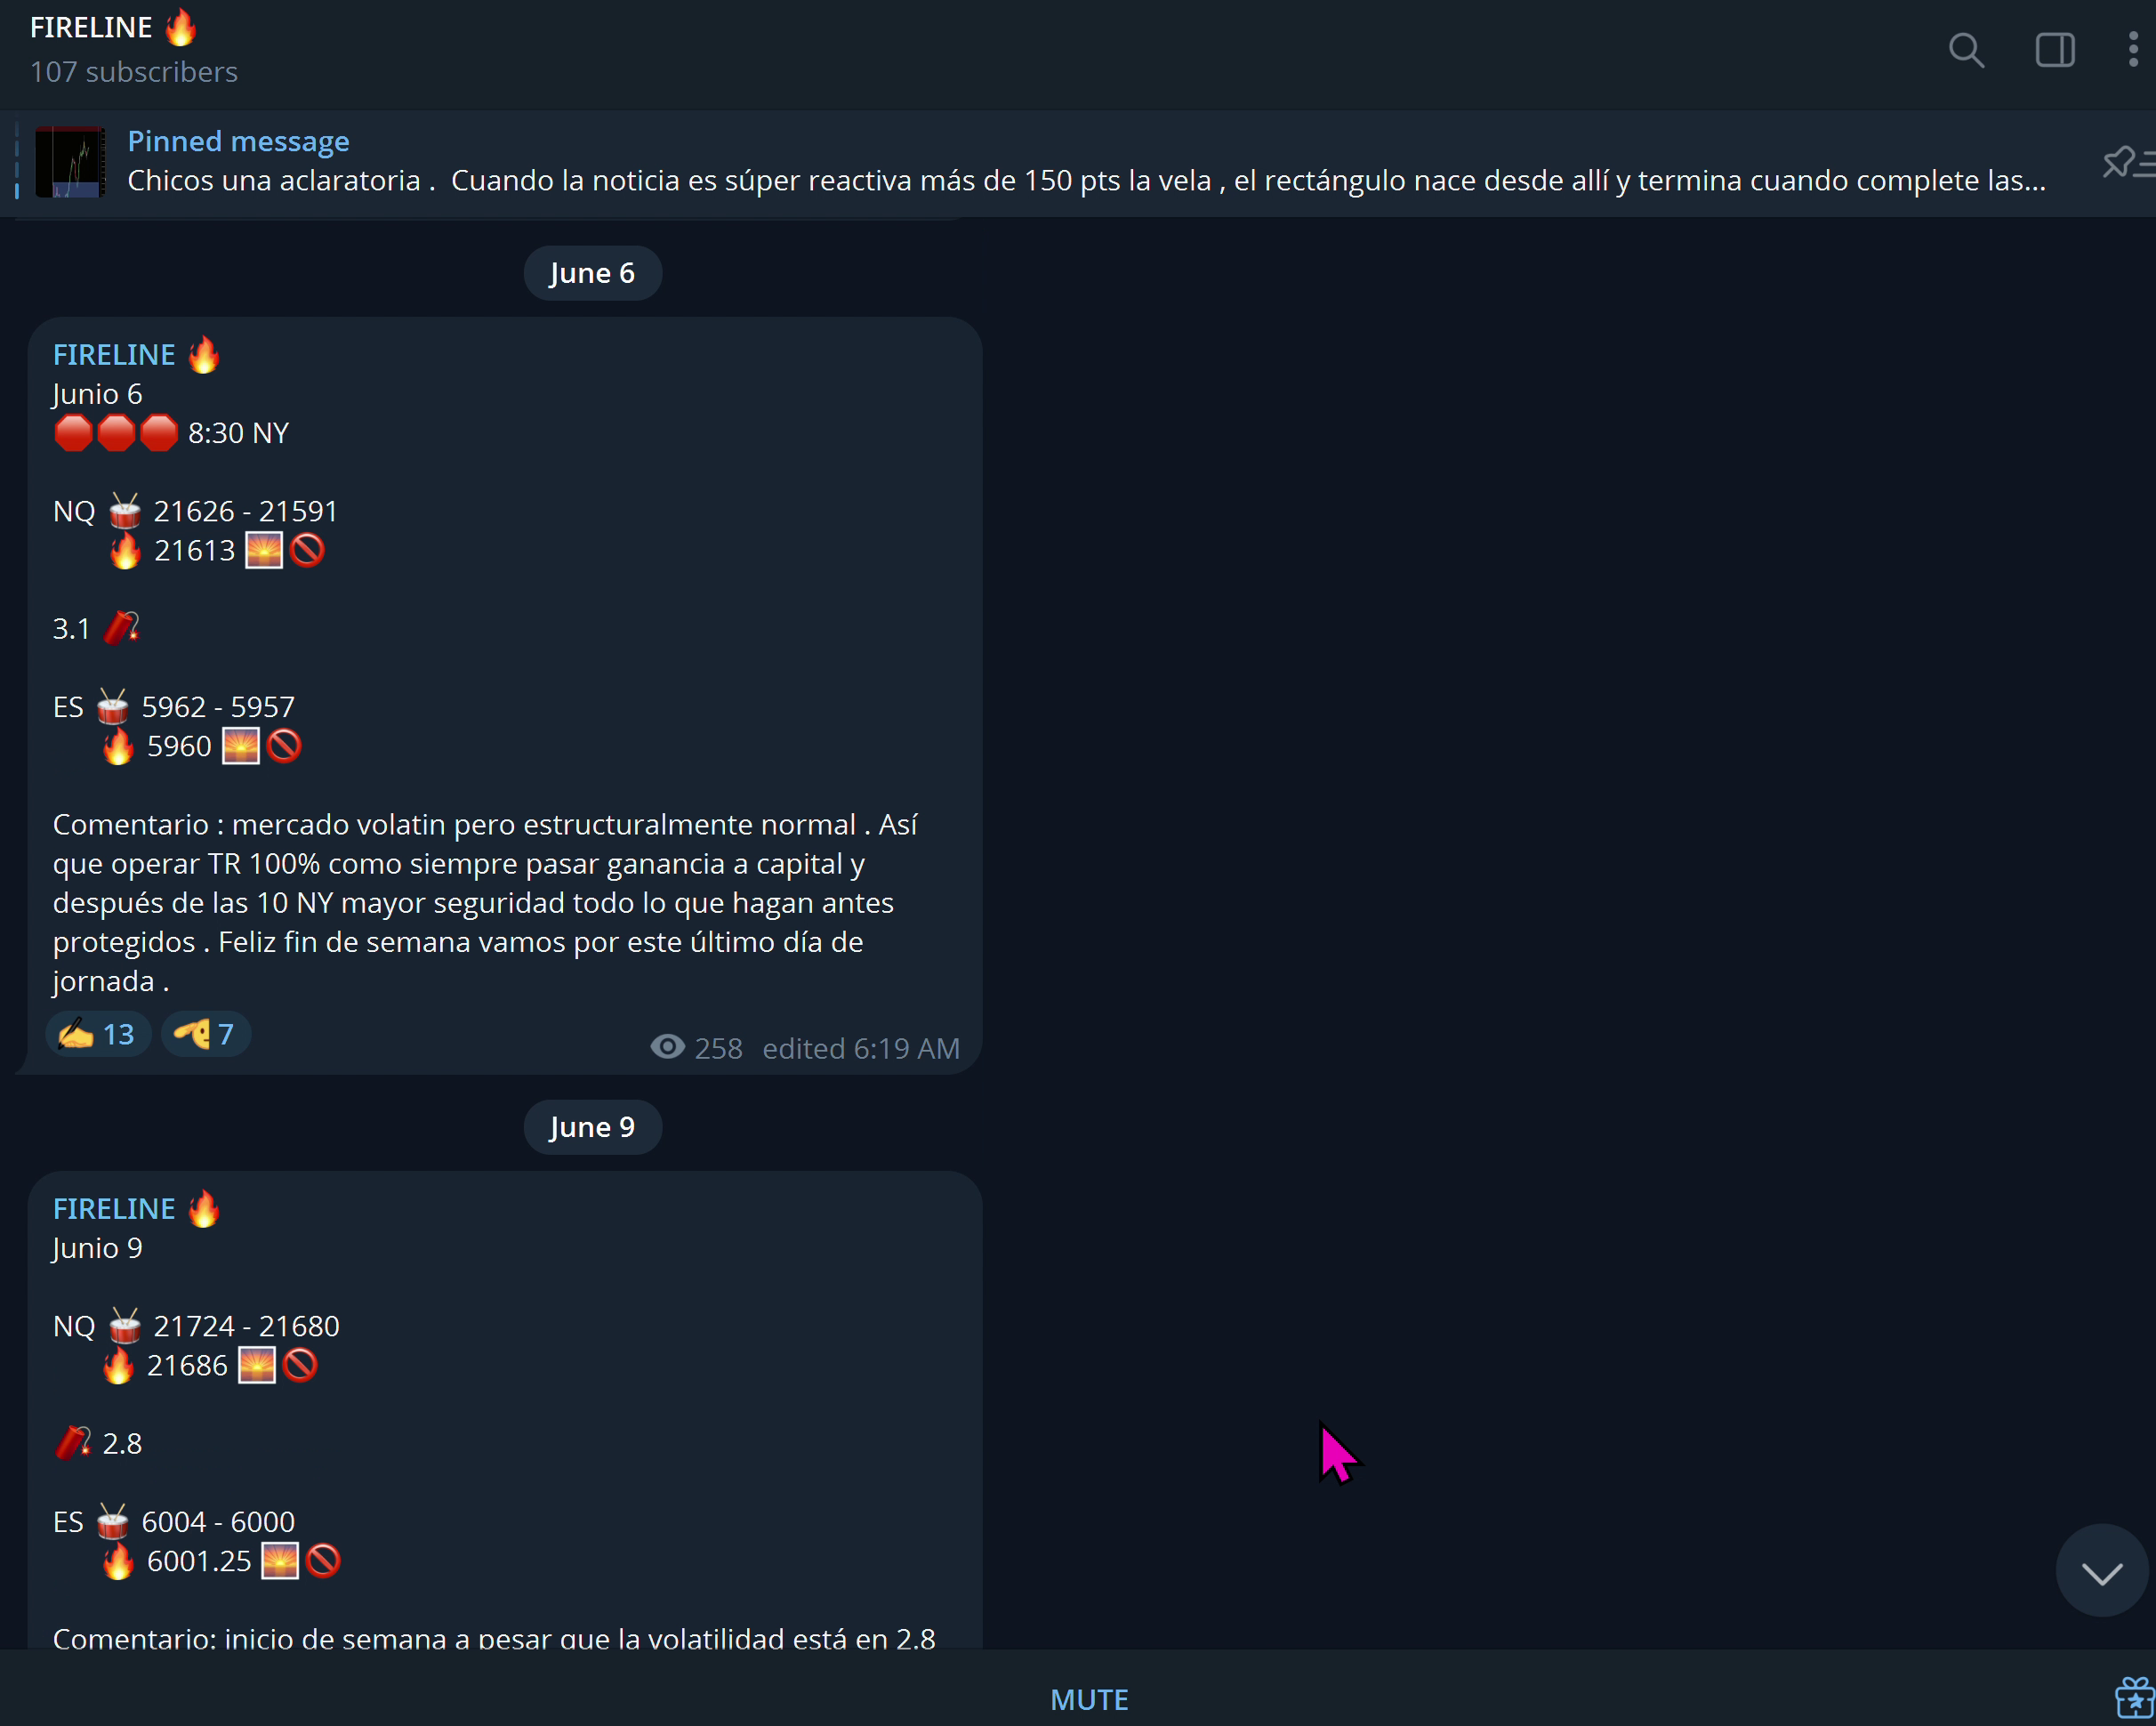 FIRELINE 🔥
107 subscribers
Pinned message
Chicos una aclaratoria .  Cuando la noticia es súper reactiva más de 150 pts la vela , el rectángulo nace desde allí y termina cuando complete las...
June 6
FIRELINE 🔥
Junio 6
🛑🛑🛑 8:30 NY
NQ 🥁 21626 - 21591
🔥 21613 🌅🚫
3.1 🧨
ES 🥁 5962 - 5957
🔥 5960 🌅🚫
Comentario : mercado volatin pero estructuralmente normal . Así
que operar TR 100% como siempre pasar ganancia a capital y
después de las 10 NY mayor seguridad todo lo que hagan antes
protegidos . Feliz fin de semana vamos por este último día de
jornada .
✍ 13 🫡 7
258 edited 6:19 AM
June 9
FIRELINE 🔥
Junio 9
NQ 🥁 21724 - 21680
🔥 21686 🌅🚫
🧨 2.8
ES 🥁 6004 - 6000
🔥 6001.25 🌅🚫
Comentario: inicio de semana a pesar que la volatilidad está en 2.8
MUTE